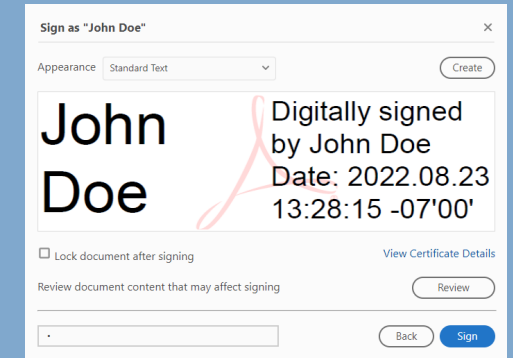 Sign as "John Doe"
×
Appearance Standard Text
Create
John
Doe
Digitally signed
by John Doe
Date: 2022.08.23
13:28:15 -07'00'
Lock document after signing
View Certificate Details
Review document content that may affect signing
Review
Back
Sign